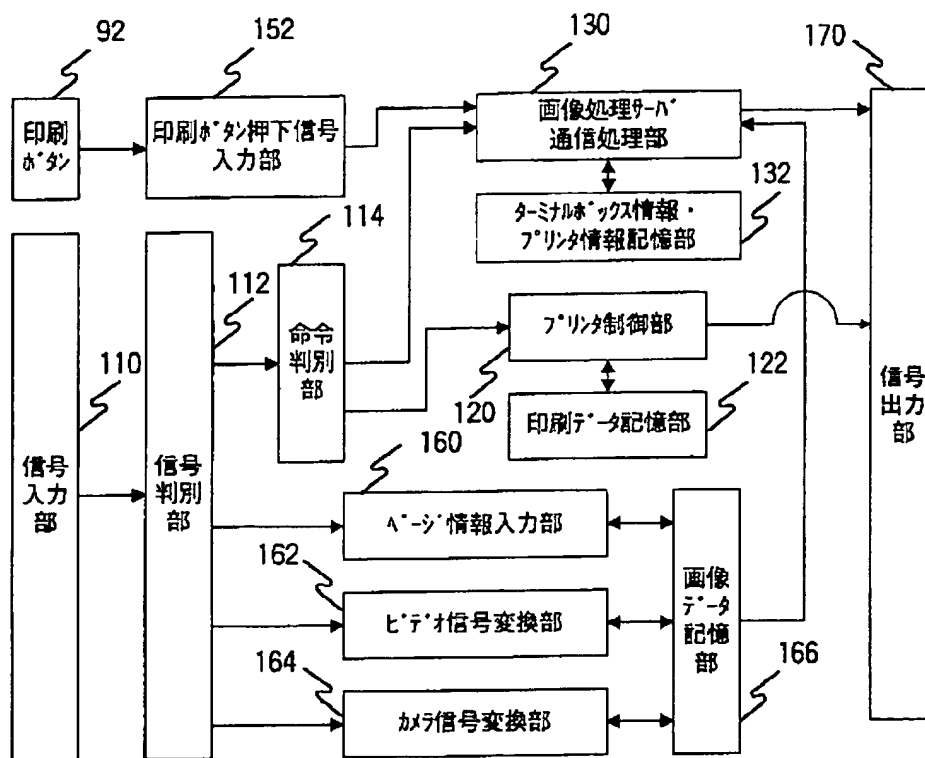 92
152
130
170
印刷
ボタン
印刷ボタン押下信号
入力部
画像処理サーバ
通信処理部
ターミナルボックス情報・
プリンタ情報記憶部
132
114
112
命令
判別
部
プリンタ制御部
120
122
印刷データ記憶部
110
信号
入力
部
信号
判別
部
信号
出力
部
160
ページ情報入力部
162
ビデオ信号変換部
164
カメラ信号変換部
画像
データ
記憶
部
166